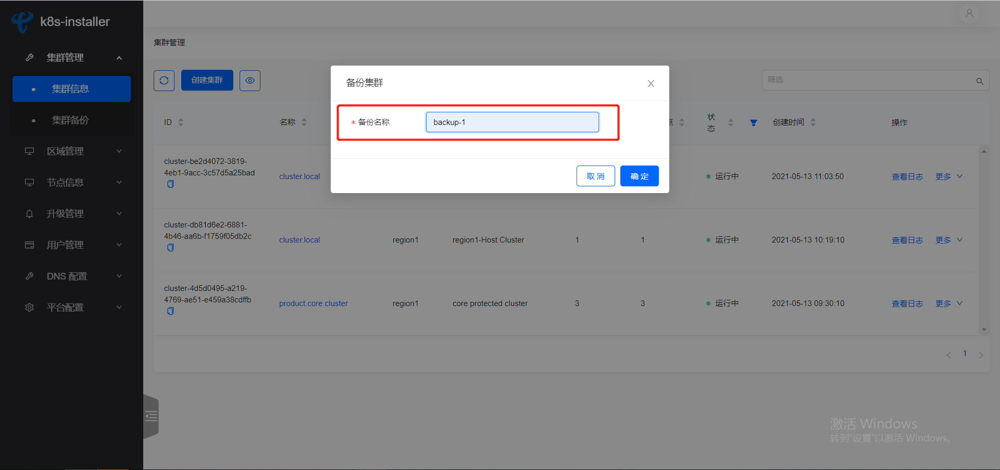 k8s-installer
集群管理
集群信息
集群备份
区域管理
节点信息
升级管理
用户管理
DNS 配置
平台配置
集群管理
创建集群
筛选
备份集群
* 备份名称
backup-1
取 消
确 定
ID
名称
点
状态
创建时间
操作
cluster-be2d4072-3819-
4eb1-9acc-3c57d5a25bad
cluster.local
运行中
2021-05-13 11:03:50
查看日志
更多
cluster-db81d6e2-6881-
4b46-aa6b-f1759f05db2c
cluster.local
region1
region1-Host Cluster
1
1
运行中
2021-05-13 10:19:10
查看日志
更多
cluster-4d5d0495-a219-
4769-ae51-e459a38cdffb
product.core.cluster
region1
core protected cluster
3
3
运行中
2021-05-13 09:30:10
查看日志
更多
1
激活 Windows
转到"设置"以激活 Windows。